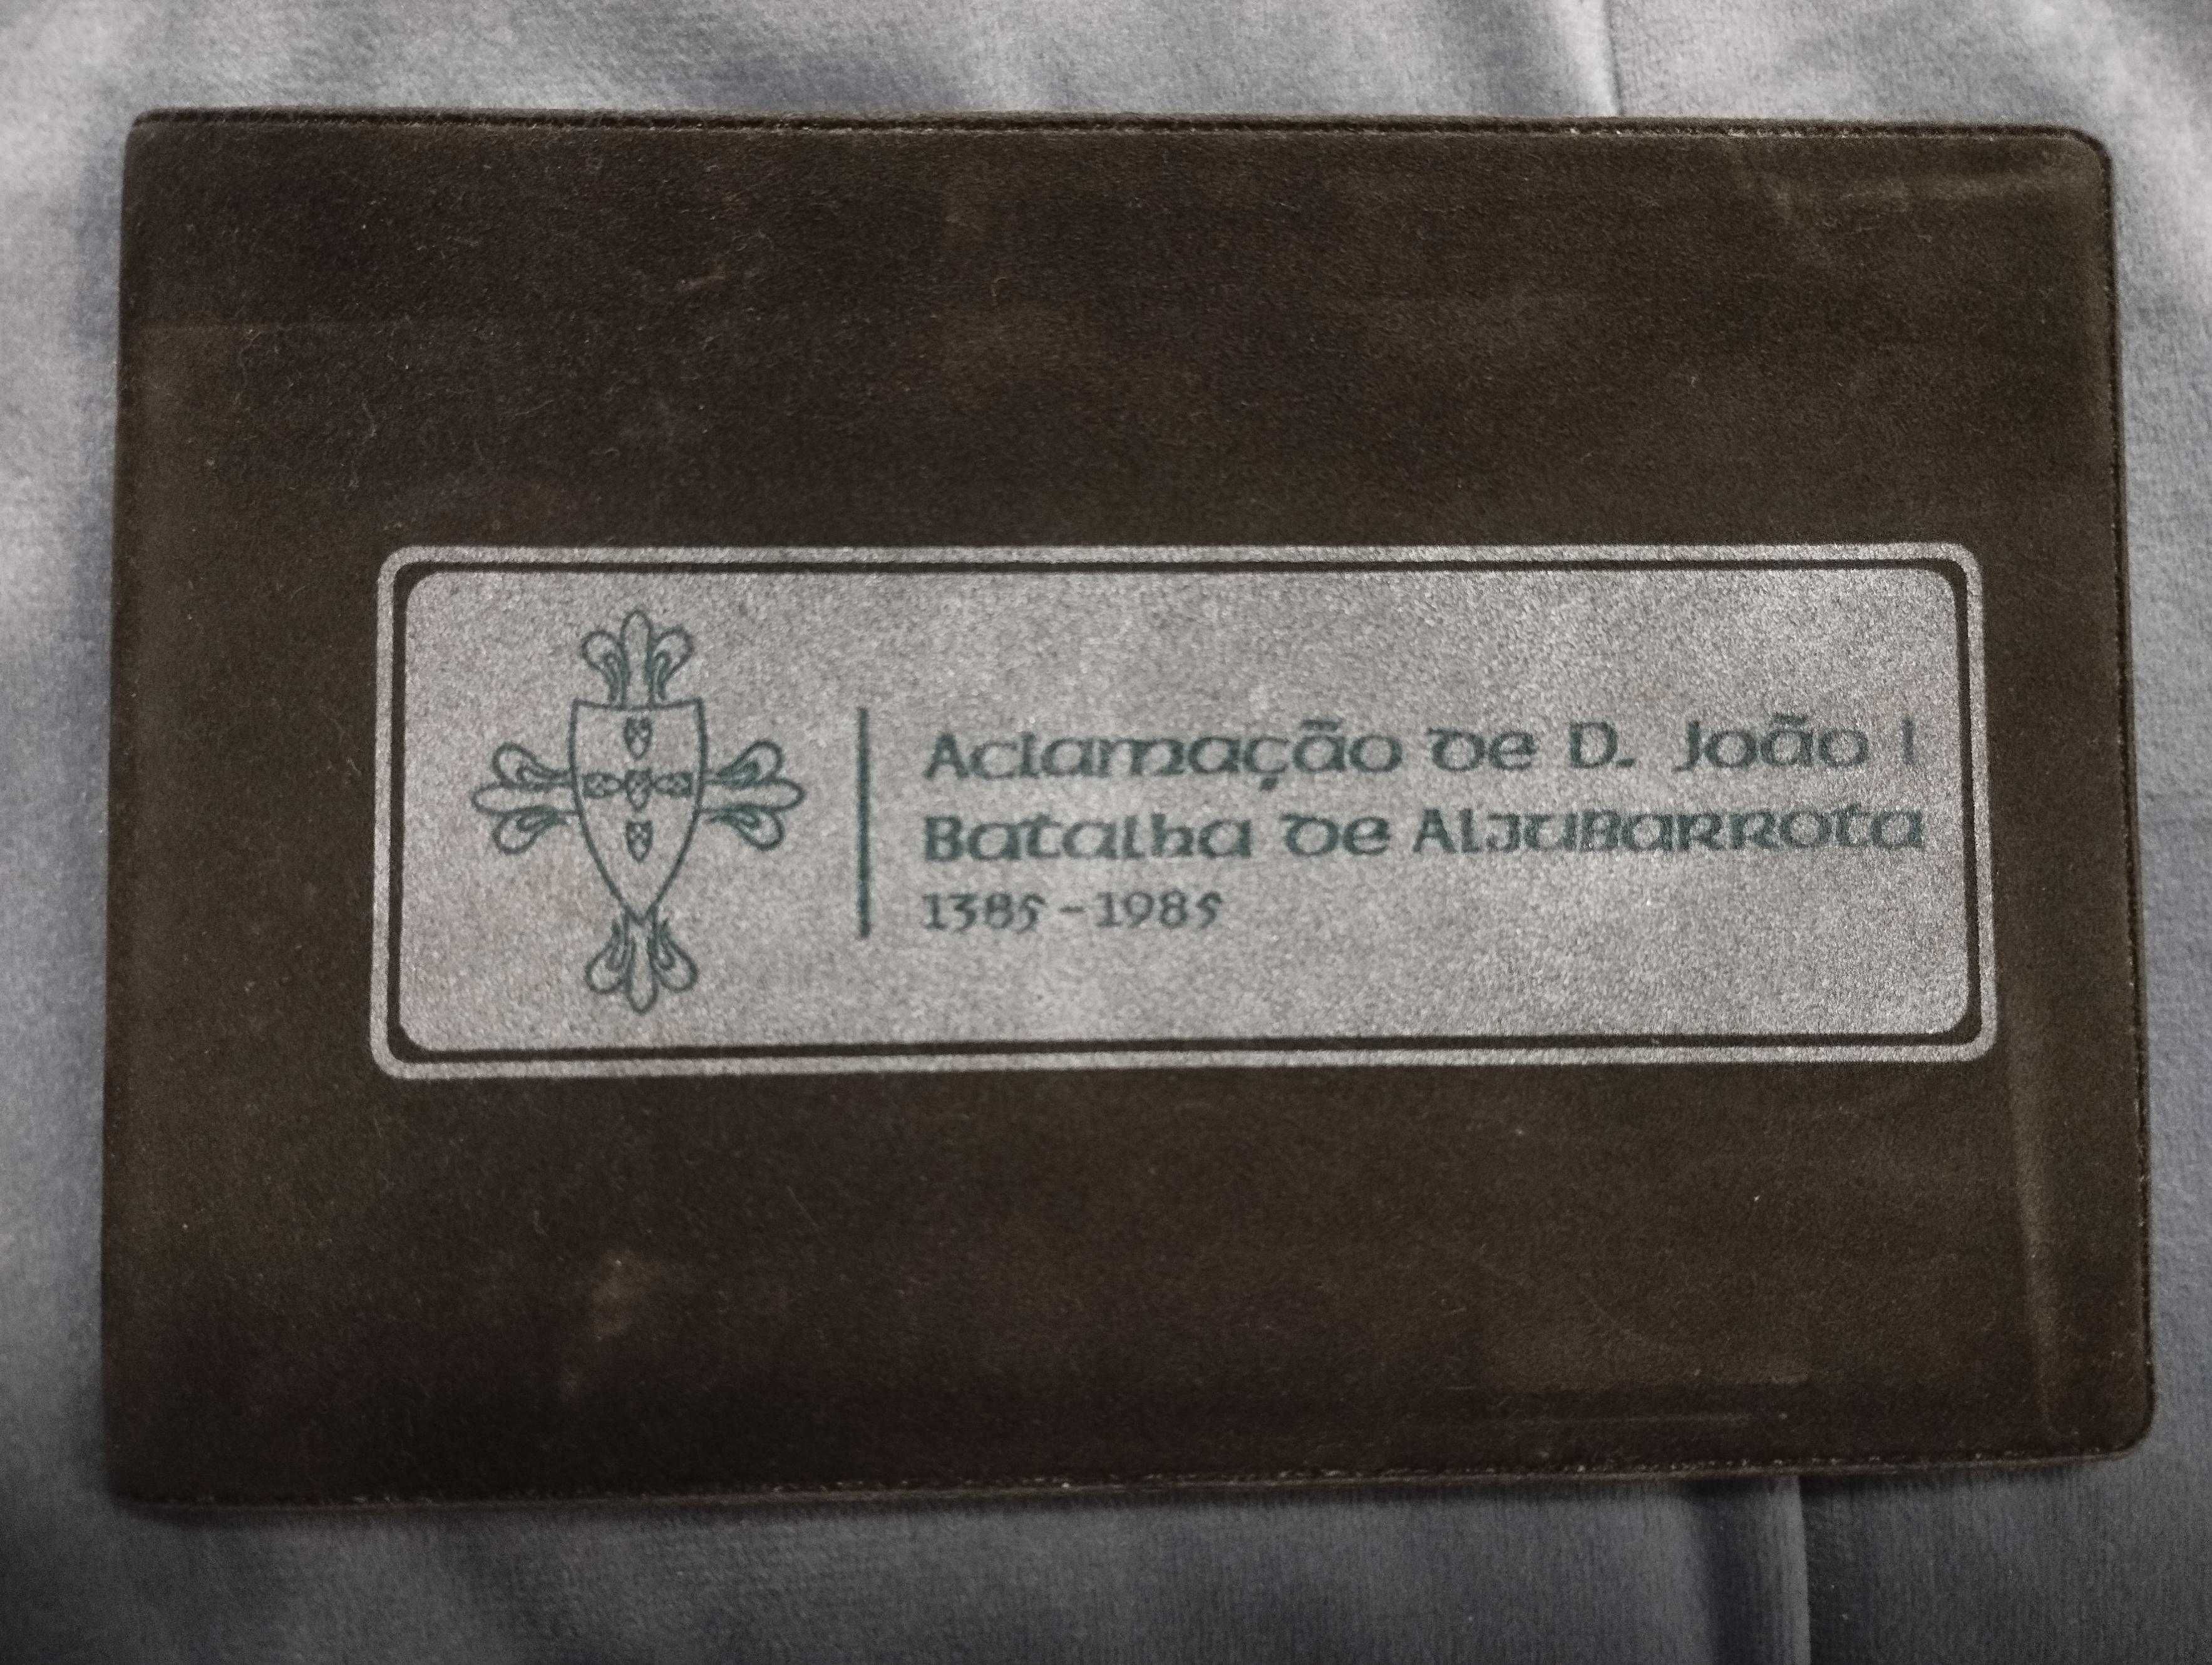 Aclamação de D. João I
Batalha de Aljubarrota
1385-1985